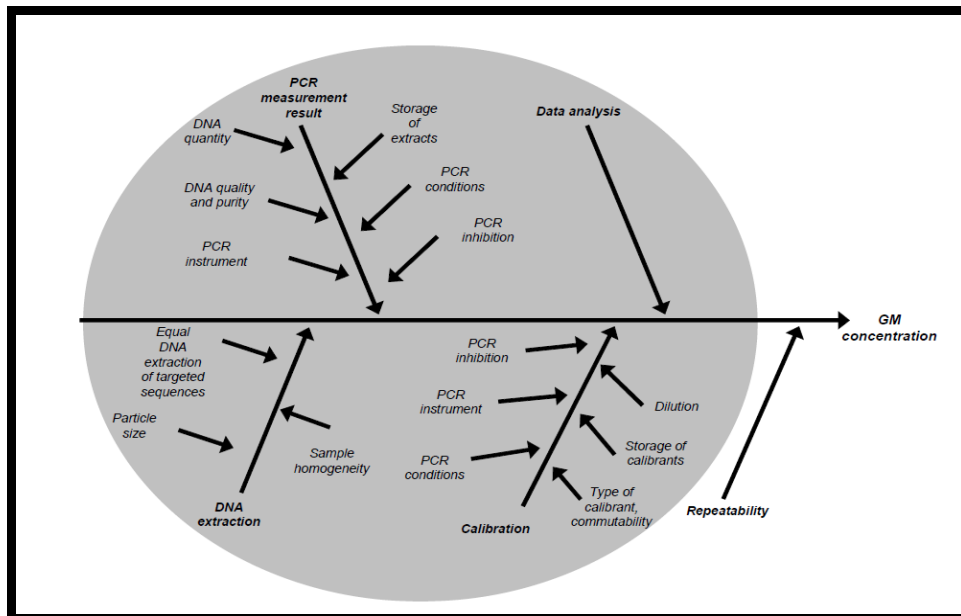 PCR
measurement
result
Storage
of
extracts
Data analysis
DNA
quantity
PCR
conditions
DNA quality
and purity
PCR
inhibition
PCR
instrument
GM
concentration
Equal
DNA
extraction
of targeted
sequences
PCR
inhibition
PCR
instrument
Dilution
Particle
size
Sample
homogeneity
Storage of
calibrants
PCR
conditions
Type of
calibrant,
commutability
DNA
extraction
Calibration
Repeatability